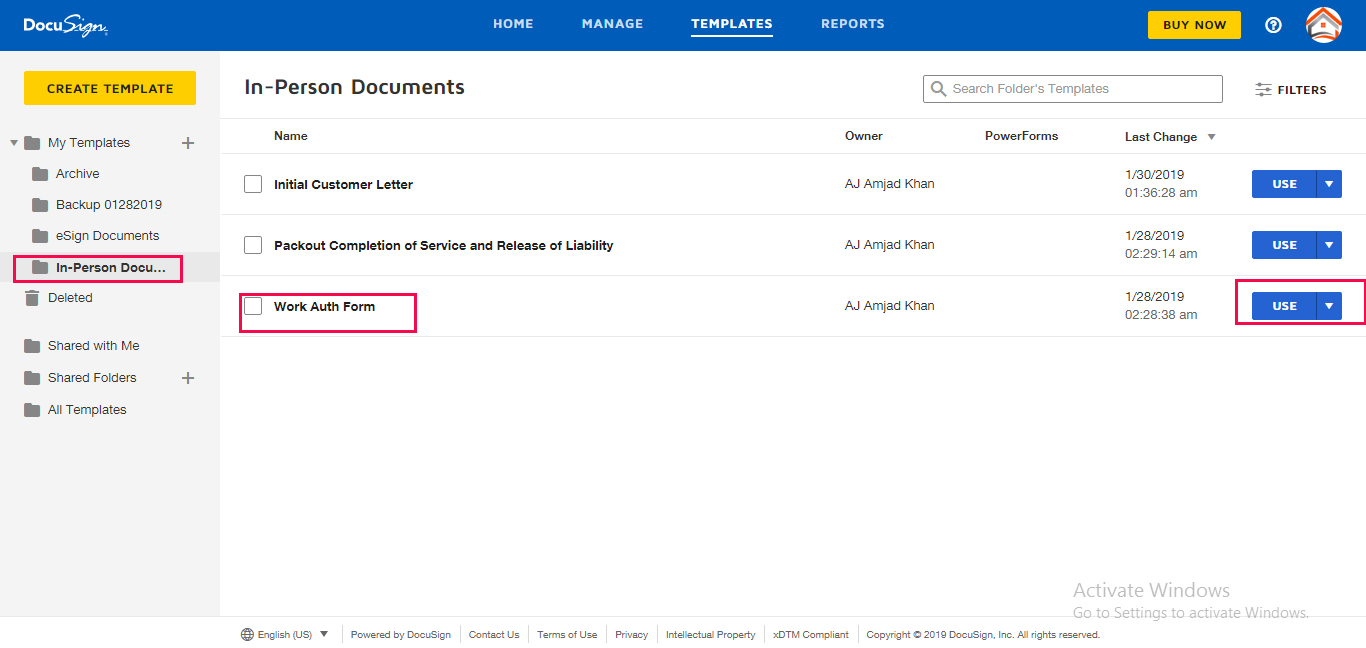 DocuSign
HOME
MANAGE
TEMPLATES
REPORTS
BUY NOW
?
CREATE TEMPLATE
My Templates
Archive
Backup 01282019
eSign Documents
In-Person Docu...
Deleted
Shared with Me
Shared Folders
All Templates
In-Person Documents
Search Folder's Templates
FILTERS
Name
Owner
PowerForms
Last Change
Initial Customer Letter
AJ Amjad Khan
1/30/2019
01:36:28 am
USE
Packout Completion of Service and Release of Liability
AJ Amjad Khan
1/28/2019
02:29:14 am
USE
Work Auth Form
AJ Amjad Khan
1/28/2019
02:28:38 am
USE
Activate Windows
Go to Settings to activate Windows.
English (US)
Powered by DocuSign
Contact Us
Terms of Use
Privacy
Intellectual Property
xDTM Compliant
Copyright © 2019 DocuSign, Inc. All rights reserved.